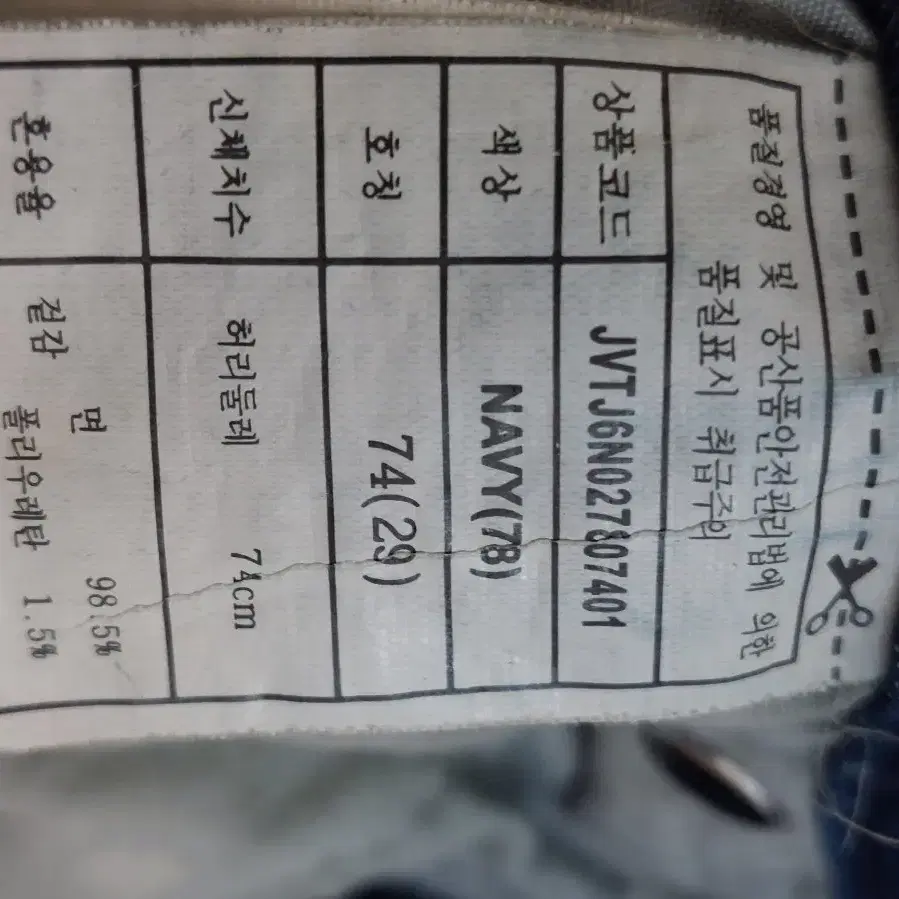 품질경영 및 공산품안전관리법에 의한
품질표시 취급주의
상품코드 JVTJ6N02787401
색상 NAVY(78)
호칭 74(29)
신체치수 허리둘레 74cm
혼용율 겉감 면 98.5%
폴리우레탄 1.5%